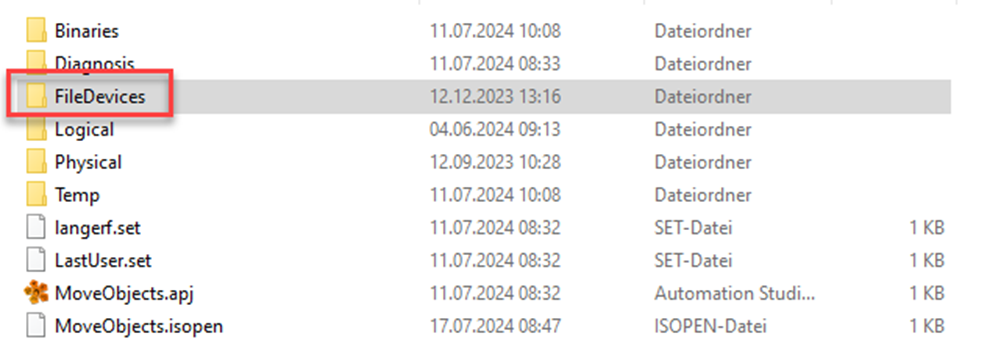 Binaries 11.07.2024 10:08 Dateiordner
Diagnosis 11.07.2024 08:33 Dateiordner
FileDevices 12.12.2023 13:16 Dateiordner
Logical 04.06.2024 09:13 Dateiordner
Physical 12.09.2023 10:28 Dateiordner
Temp 11.07.2024 10:08 Dateiordner
langerf.set 11.07.2024 08:32 SET-Datei 1 KB
LastUser.set 11.07.2024 08:32 SET-Datei 1 KB
MoveObjects.apj 11.07.2024 08:32 Automation Studi... 1 KB
MoveObjects.isopen 17.07.2024 08:47 ISOPEN-Datei 1 KB